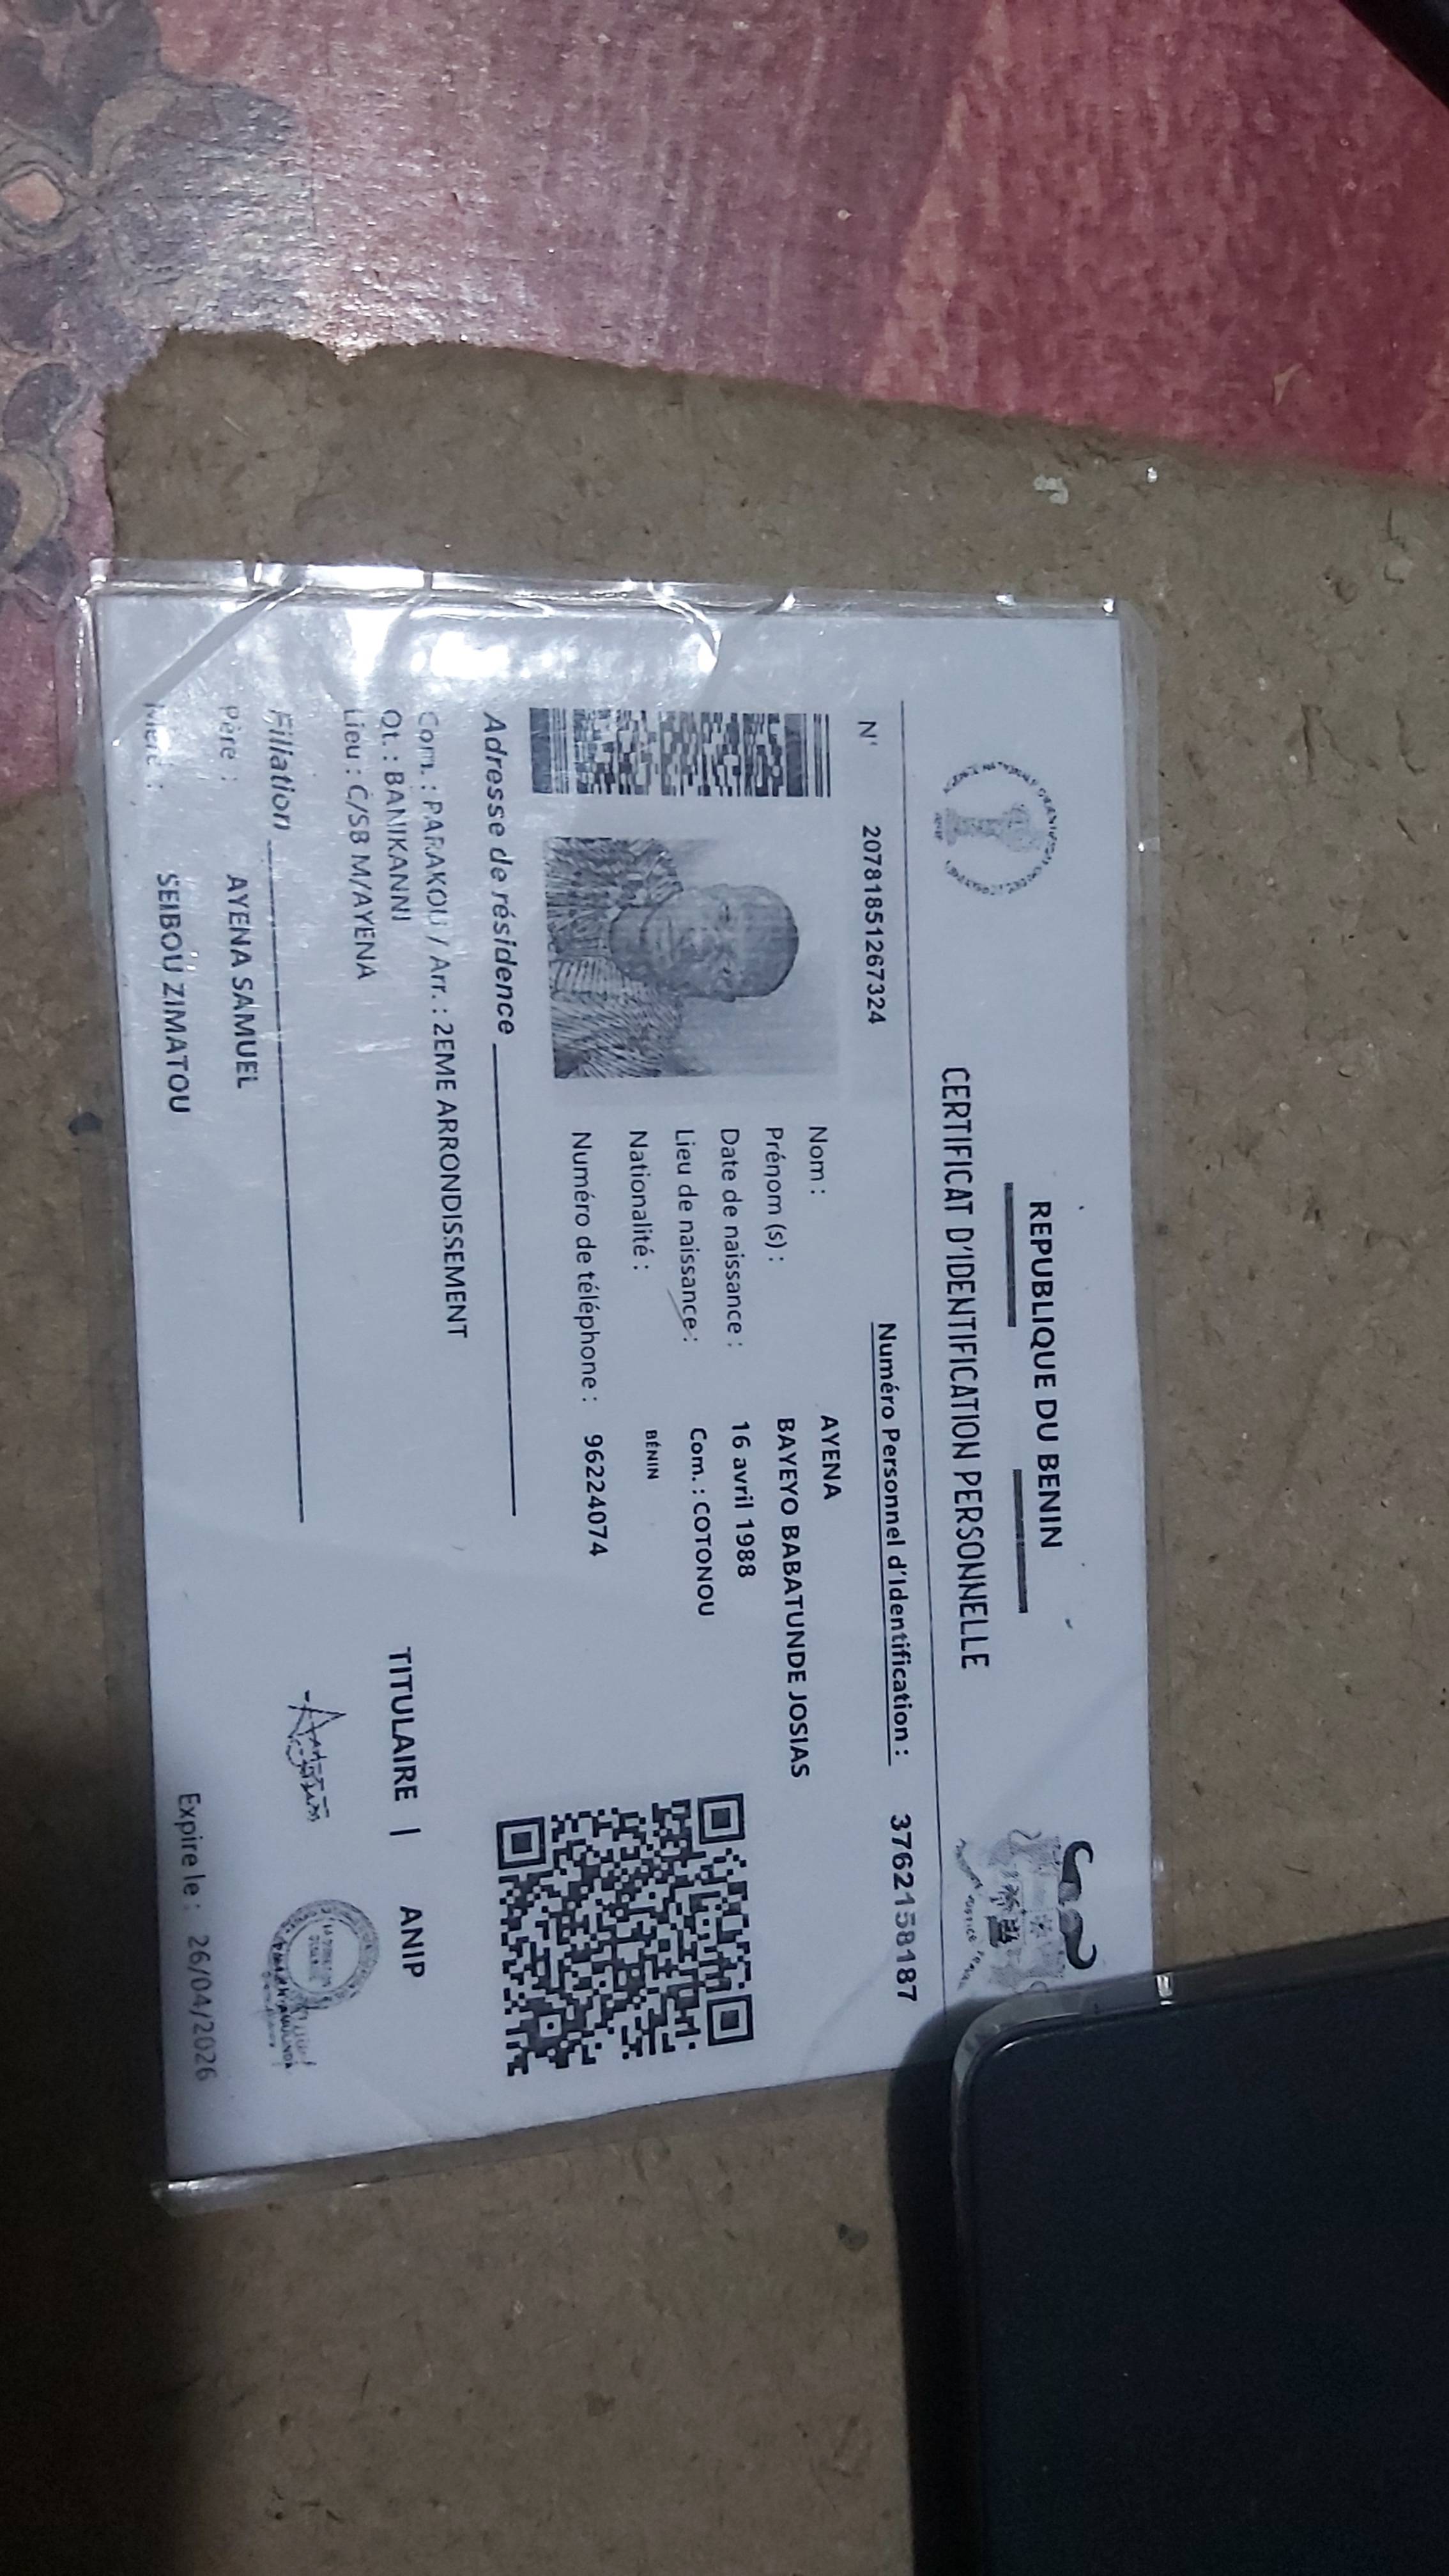 REPUBLIQUE DU BENIN
CERTIFICAT D'IDENTIFICATION PERSONNELLE
N° 2078185126732​4 Numéro Personnel d'Identification : 3762158187
Nom : AYENA
Prénom (s) : BAYEYO BABATUNDE JOSIAS
Date de naissance : 16 avril 1988
Lieu de naissance : Com. : COTONOU
Nationalité : BÉNIN
Numéro de téléphone : 96224074
Adresse de résidence
Com. : PARAKOU / Arr. : 2EME ARRONDISSEMENT
Qt. : BANIKANNI
Lieu : C/SB M/AYENA
TITULAIRE | ANIP
Filiation
Père : AYENA SAMUEL
Mère : SEIBOU ZIMATOU
Expire le : 26/04/2026